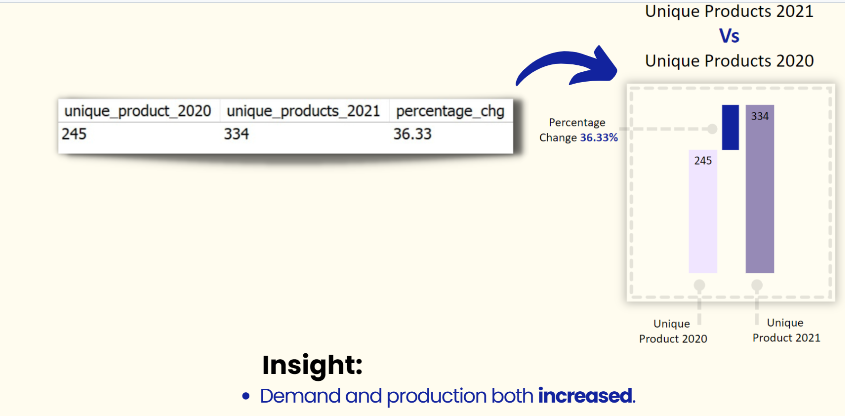 Unique Products 2021
Vs
Unique Products 2020
unique_product_2020 unique_products_2021 percentage_chg
245 334 36.33
Percentage
Change 36.33%
334
245
Unique
Product 2020
Unique
Product 2021
Insight:
• Demand and production both increased.